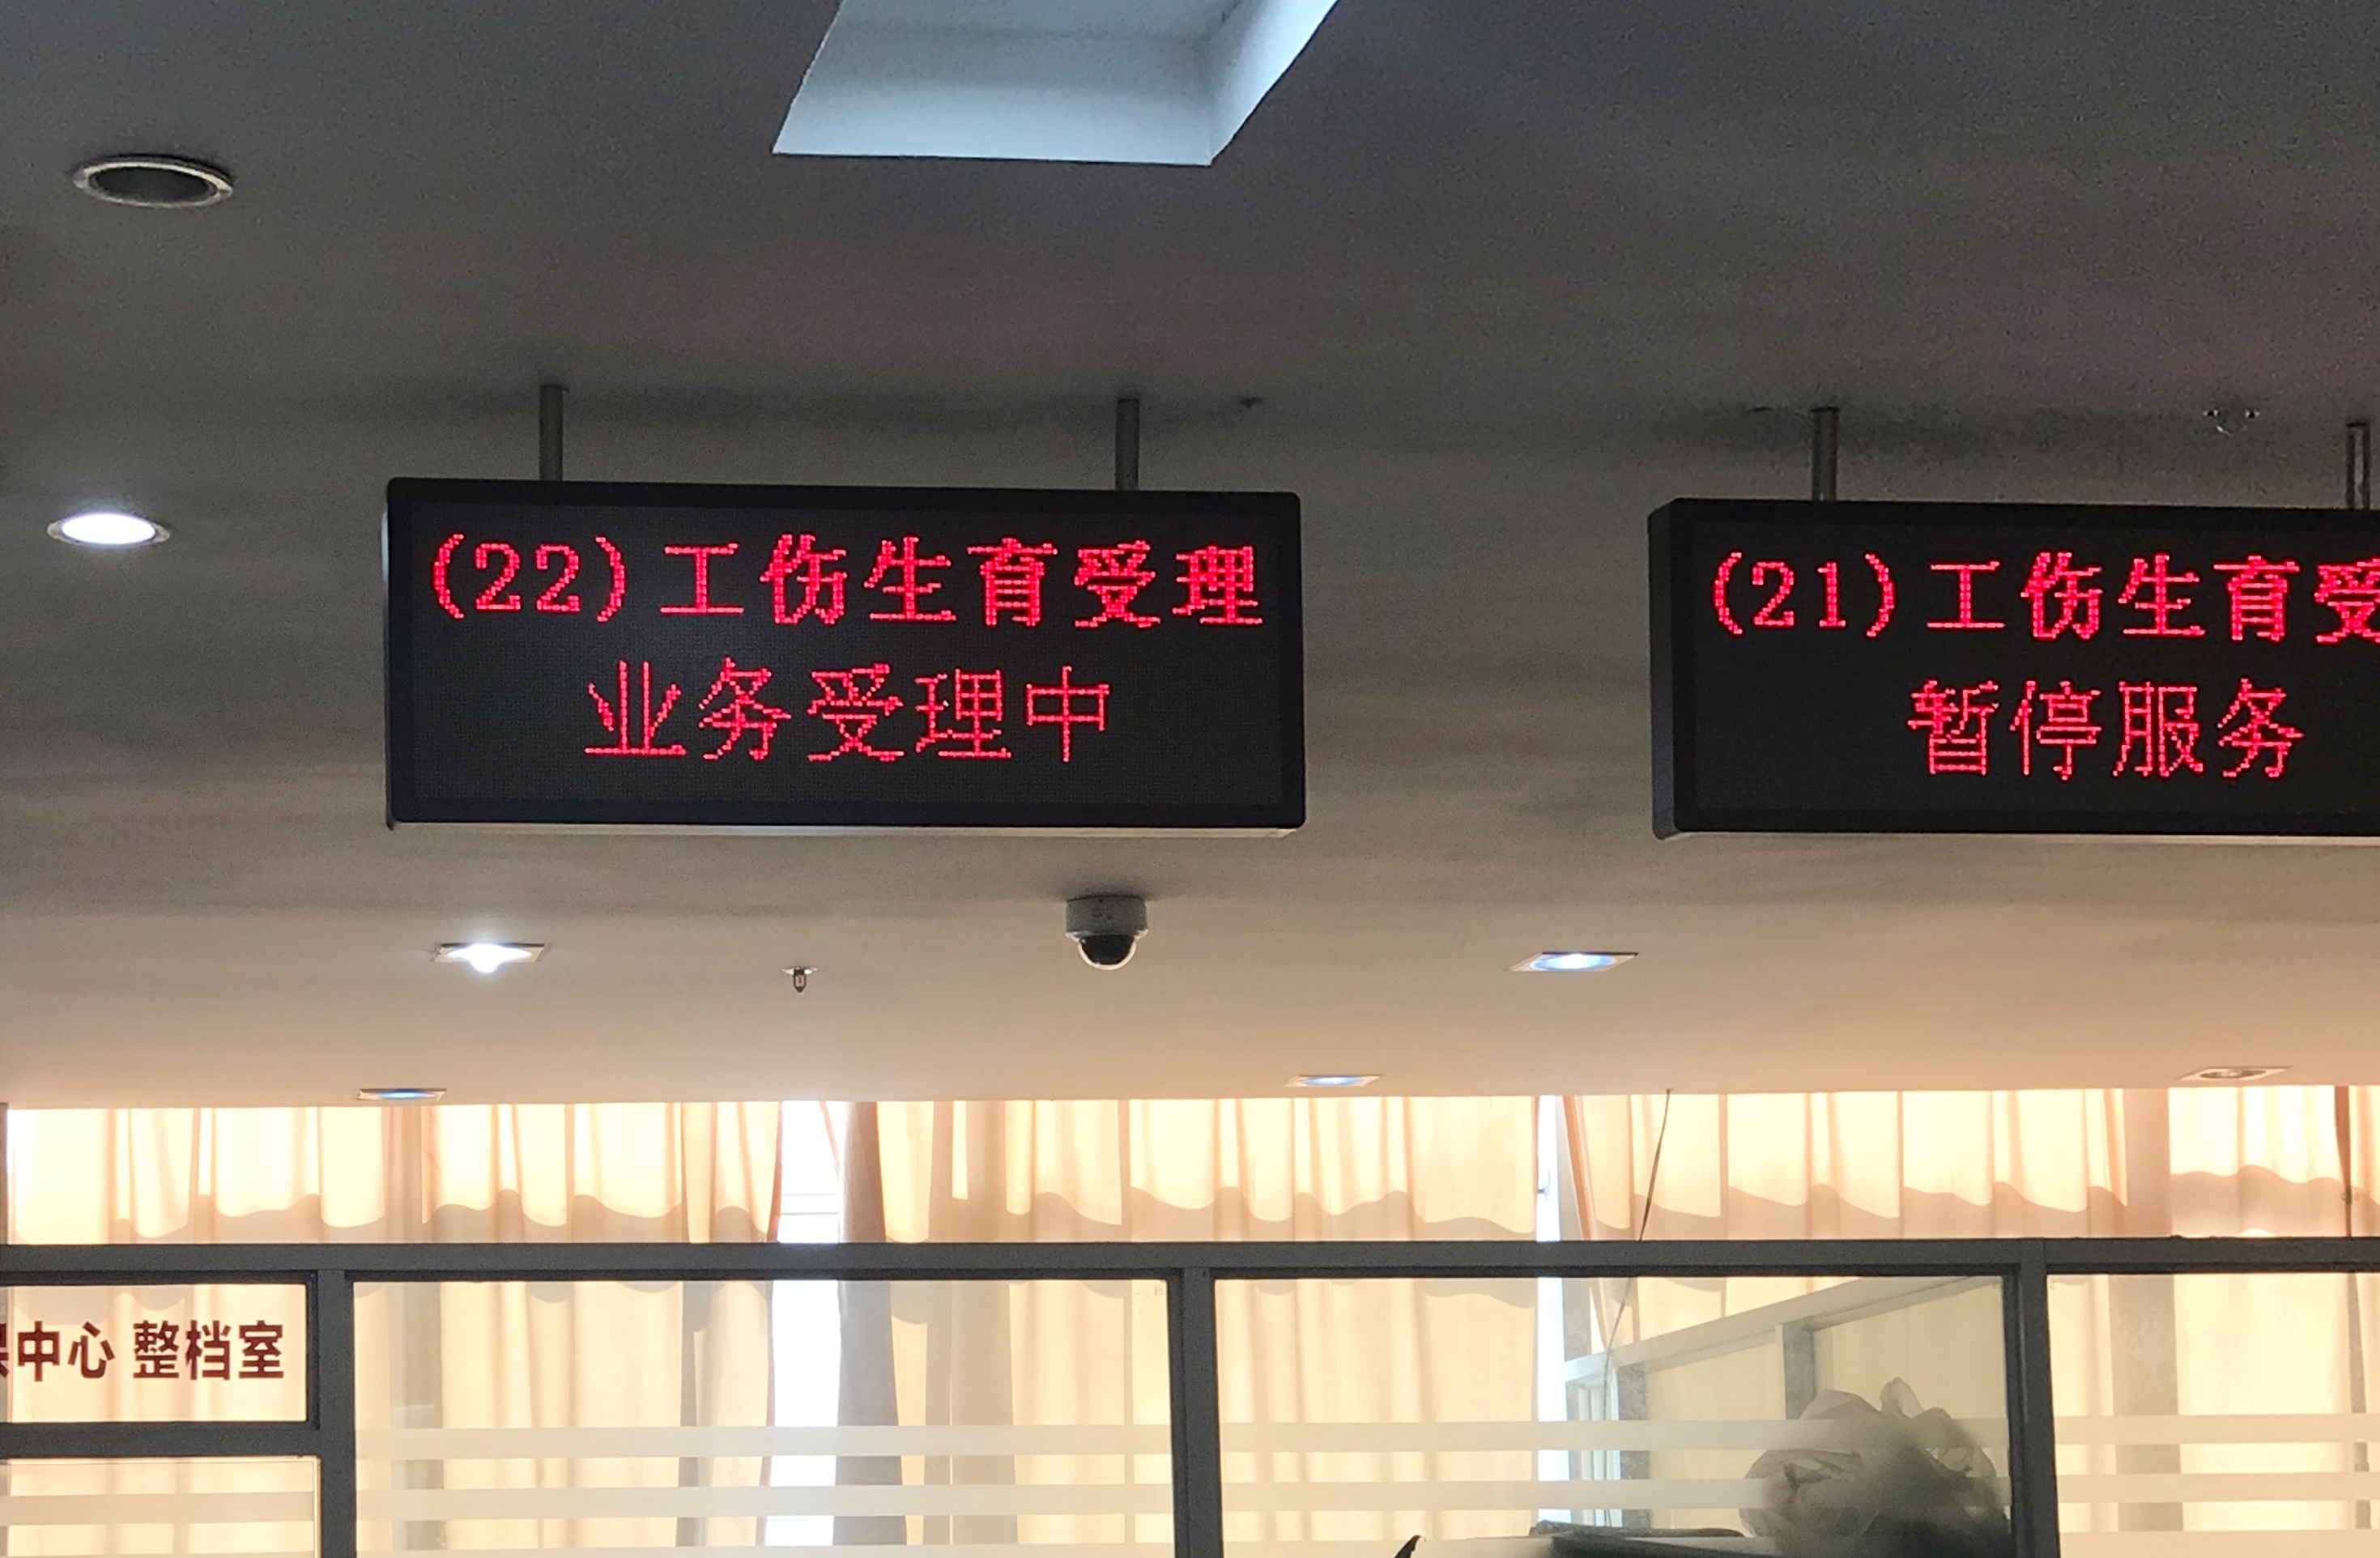 (22)工伤生育受理
业务受理中
(21)工伤生育受
暂停服务
中心 整档室